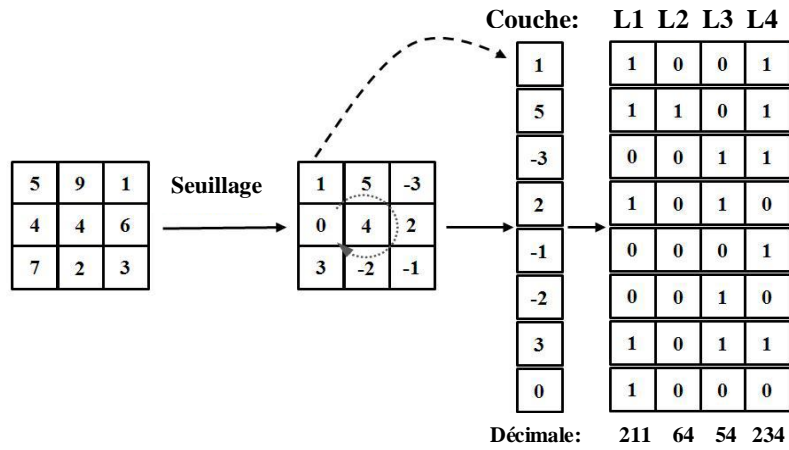 Couche: L1 L2 L3 L4
1 1 0 0 1
5 1 1 0 1
-3 0 0 1 1
2 1 0 1 0
-1 0 0 0 1
-2 0 0 1 0
3 1 0 1 1
0 1 0 0 0
Décimale: 211 64 54 234
5 9 1
4 4 6
7 2 3
Seuillage
1 5 -3
0 4 2
3 -2 -1